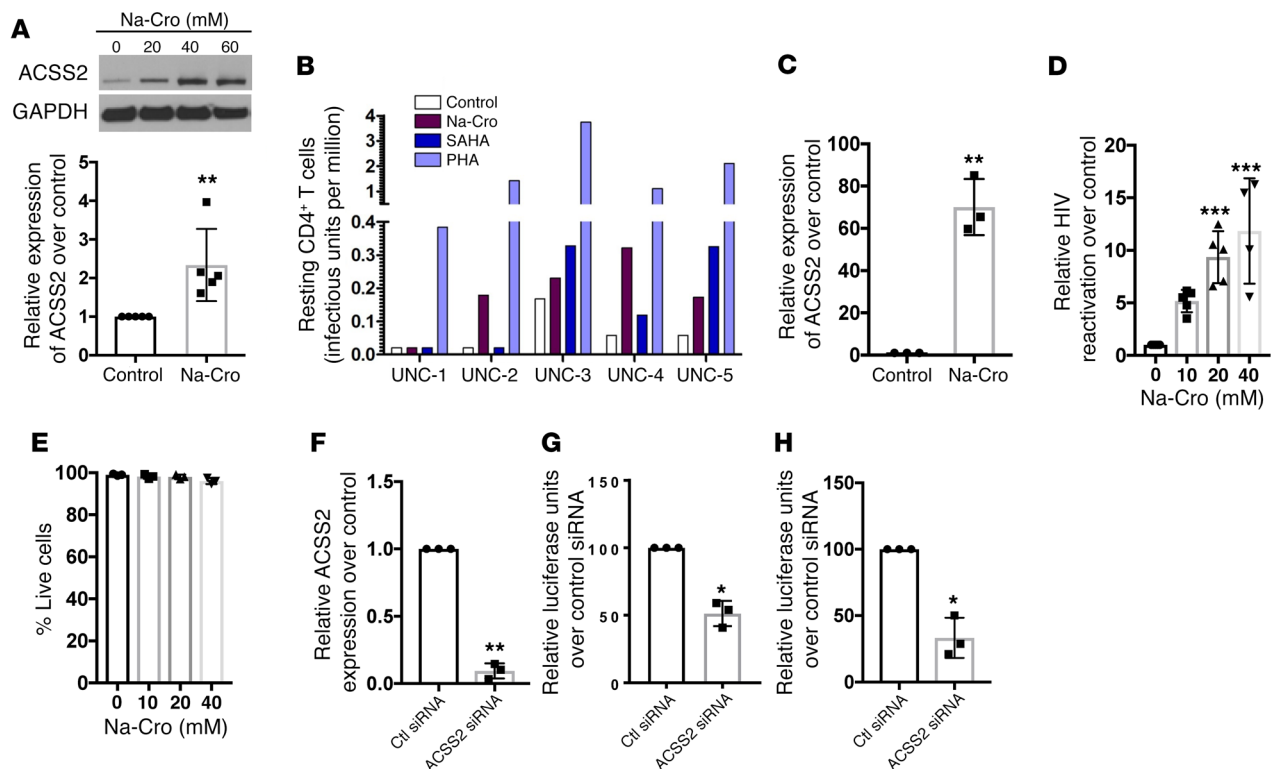 A
Na-Cro (mM)
0 20 40 60
ACSS2
GAPDH
Relative expression
of ACSS2 over control
5
4
3
2
1
0
**
Control Na-Cro
B
Resting CD4+ T cells
(infectious units per million)
Control
Na-Cro
SAHA
PHA
4
3
2
1
0.4
0.3
0.2
0.1
0.0
UNC-1 UNC-2 UNC-3 UNC-4 UNC-5
C
Relative expression
of ACSS2 over control
100
80
60
40
20
0
**
Control Na-Cro
D
Relative HIV
reactivation over control
20
15
10
5
0
***
***
0 10 20 40
Na-Cro (mM)
E
% Live cells
100
80
60
40
20
0
0 10 20 40
Na-Cro (mM)
F
Relative ACSS2
expression over control
1.5
1.0
0.5
0.0
**
Ctl siRNA
ACSS2 siRNA
G
Relative luciferase units
over control siRNA
150
100
50
0
*
Ctl siRNA
ACSS2 siRNA
H
Relative luciferase units
over control siRNA
150
100
50
0
*
Ctl siRNA
ACSS2 siRNA